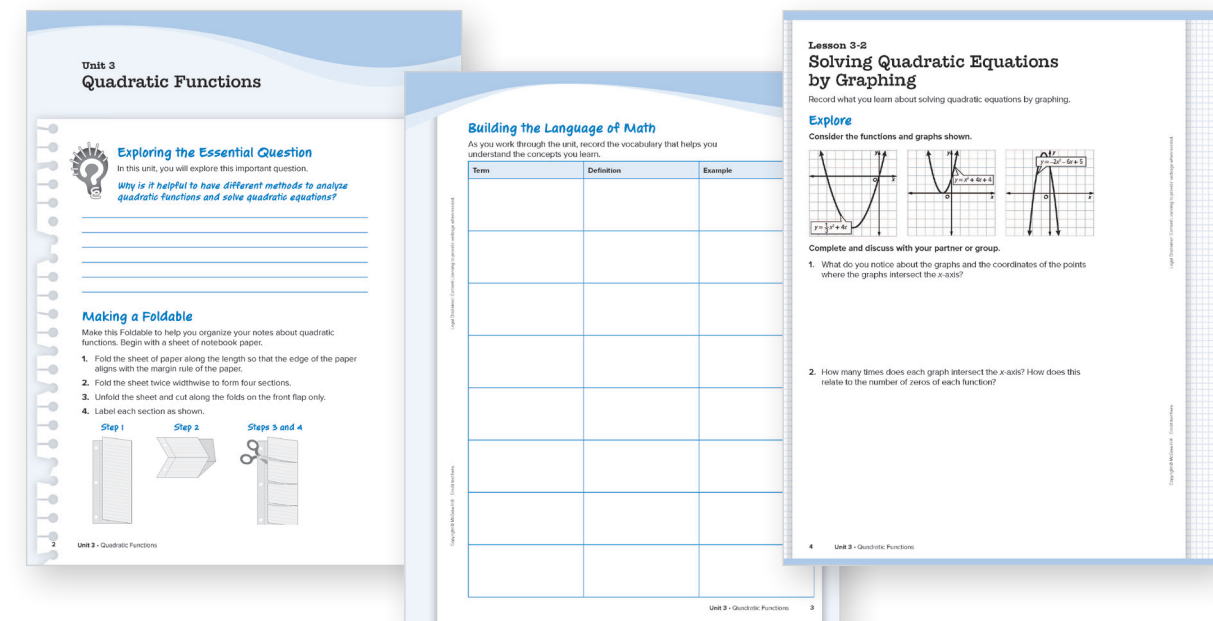 Unit 3
Quadratic Functions
Exploring the Essential Question
In this unit, you will explore this important question.
Why is it helpful to have different methods to analyze
quadratic functions and solve quadratic equations?
Making a Foldable
Make this Foldable to help you organize your notes about quadratic
functions. Begin with a sheet of notebook paper.
1. Fold the sheet of paper along the length so that the edge of the paper
aligns with the margin rule of the paper.
2. Fold the sheet twice widthwise to form four sections.
3. Unfold the sheet and cut along the folds on the front flap only.
4. Label each section as shown.
Step 1 Step 2 Steps 3 and 4
2 Unit 3 • Quadratic Functions
Building the Language of Math
As you work through the unit, record the vocabulary that helps you
understand the concepts you learn.
Term Definition Example
Unit 3 • Quadratic Functions 3
Lesson 3-2
Solving Quadratic Equations
by Graphing
Record what you learn about solving quadratic equations by graphing.
Explore
Consider the functions and graphs shown.
y = x² + 4x + 4
y = -2x² - 6x + 5
Complete and discuss with your partner or group.
1. What do you notice about the graphs and the coordinates of the points
where the graphs intersect the x-axis?
2. How many times does each graph intersect the x-axis? How does this
relate to the number of zeros of each function?
4 Unit 3 • Quadratic Functions